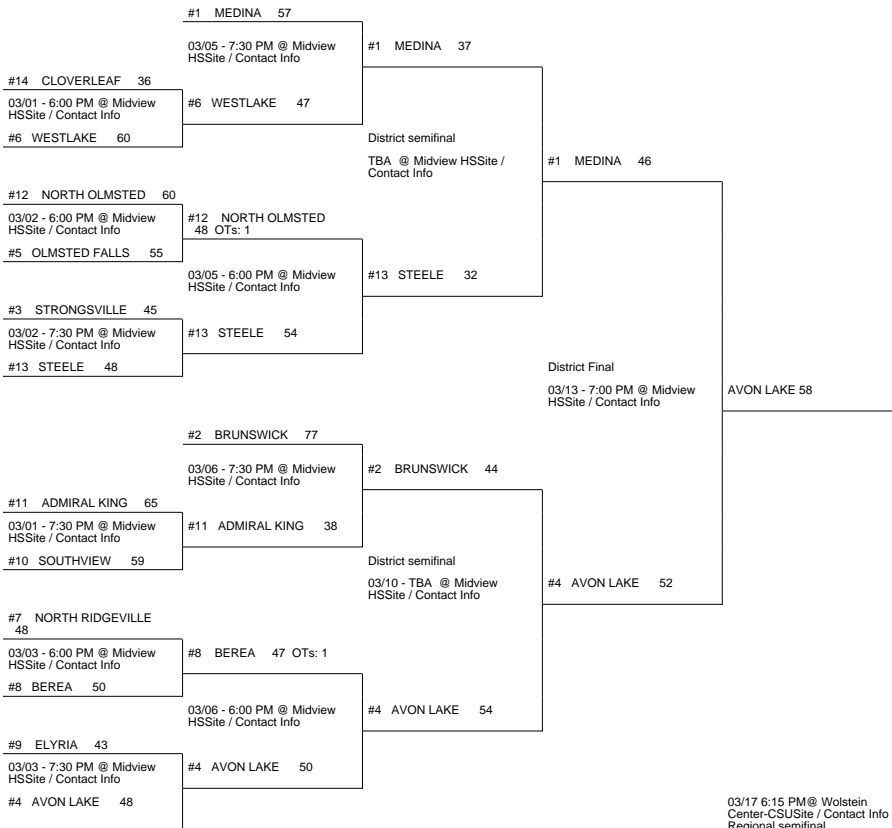 #1 MEDINA 57
03/05 - 7:30 PM @ Midview
HSSite / Contact Info
#1 MEDINA 37
#14 CLOVERLEAF 36
03/01 - 6:00 PM @ Midview
HSSite / Contact Info
#6 WESTLAKE 47
#6 WESTLAKE 60
District semifinal
TBA @ Midview HSSite /
Contact Info
#1 MEDINA 46
#12 NORTH OLMSTED 60
03/02 - 6:00 PM @ Midview
HSSite / Contact Info
#12 NORTH OLMSTED
48 OTs: 1
#5 OLMSTED FALLS 55
03/05 - 6:00 PM @ Midview
HSSite / Contact Info
#13 STEELE 32
#3 STRONGSVILLE 45
03/02 - 7:30 PM @ Midview
HSSite / Contact Info
#13 STEELE 54
#13 STEELE 48
District Final
03/13 - 7:00 PM @ Midview
HSSite / Contact Info
AVON LAKE 58
#2 BRUNSWICK 77
03/06 - 7:30 PM @ Midview
HSSite / Contact Info
#2 BRUNSWICK 44
#11 ADMIRAL KING 65
03/01 - 7:30 PM @ Midview
HSSite / Contact Info
#11 ADMIRAL KING 38
#10 SOUTHVIEW 59
District semifinal
03/10 - TBA @ Midview
HSSite / Contact Info
#4 AVON LAKE 52
#7 NORTH RIDGEVILLE
48
03/03 - 6:00 PM @ Midview
HSSite / Contact Info
#8 BEREA 47 OTs: 1
#8 BEREA 50
03/06 - 6:00 PM @ Midview
HSSite / Contact Info
#4 AVON LAKE 54
#9 ELYRIA 43
03/03 - 7:30 PM @ Midview
HSSite / Contact Info
#4 AVON LAKE 50
#4 AVON LAKE 48
03/17 6:15 PM@ Wolstein
Center-CSUSite / Contact Info
Regional semifinal